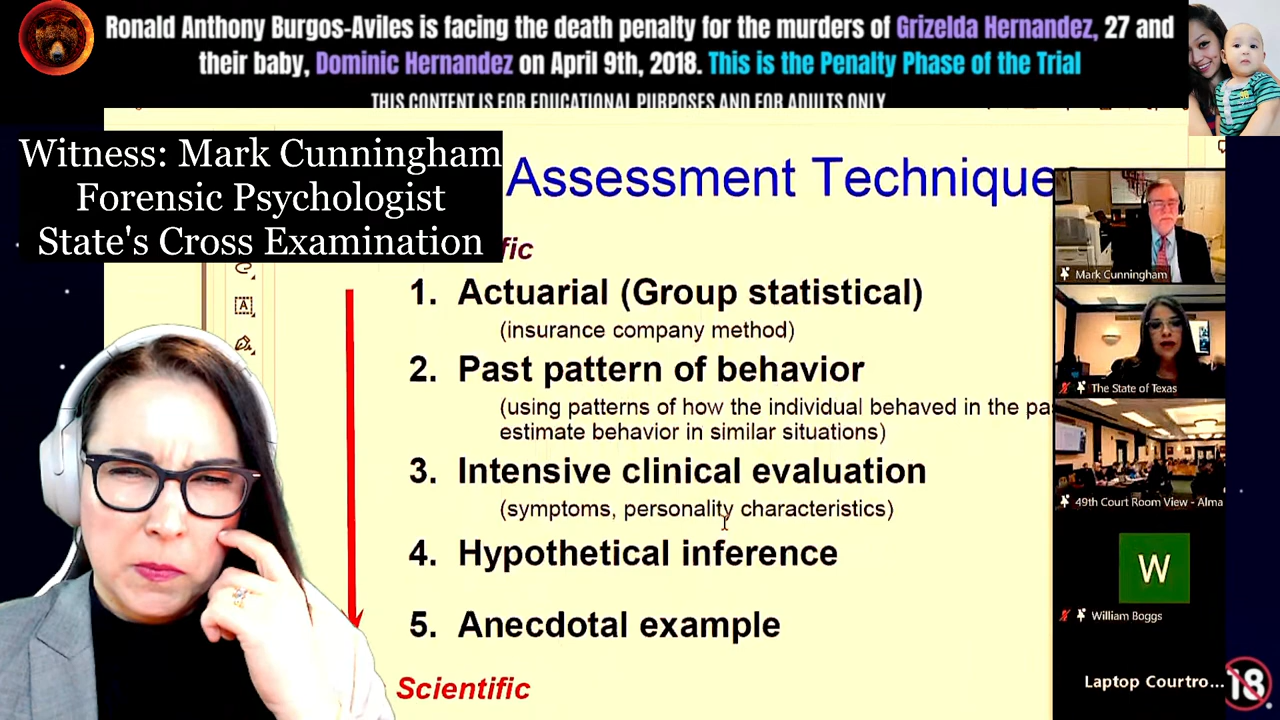 Ronald Anthony Burgos-Aviles is facing the death penalty for the murders of Grizelda Hernandez, 27 and
their baby, Dominic Hernandez on April 9th, 2018. This is the Penalty Phase of the Trial
THIS CONTENT IS FOR EDUCATIONAL PURPOSES AND FOR ADULTS ONLY
Witness: Mark Cunningham
Forensic Psychologist
State's Cross Examination
Assessment Technique
fic
1. Actuarial (Group statistical)
(insurance company method)
2. Past pattern of behavior
(using patterns of how the individual behaved in the pa
estimate behavior in similar situations)
3. Intensive clinical evaluation
(symptoms, personality characteristics)
4. Hypothetical inference
5. Anecdotal example
Scientific
Mark Cunningham
The State of Texas
49th Court Room View - Alma
W
William Boggs
Laptop Courtro...
18